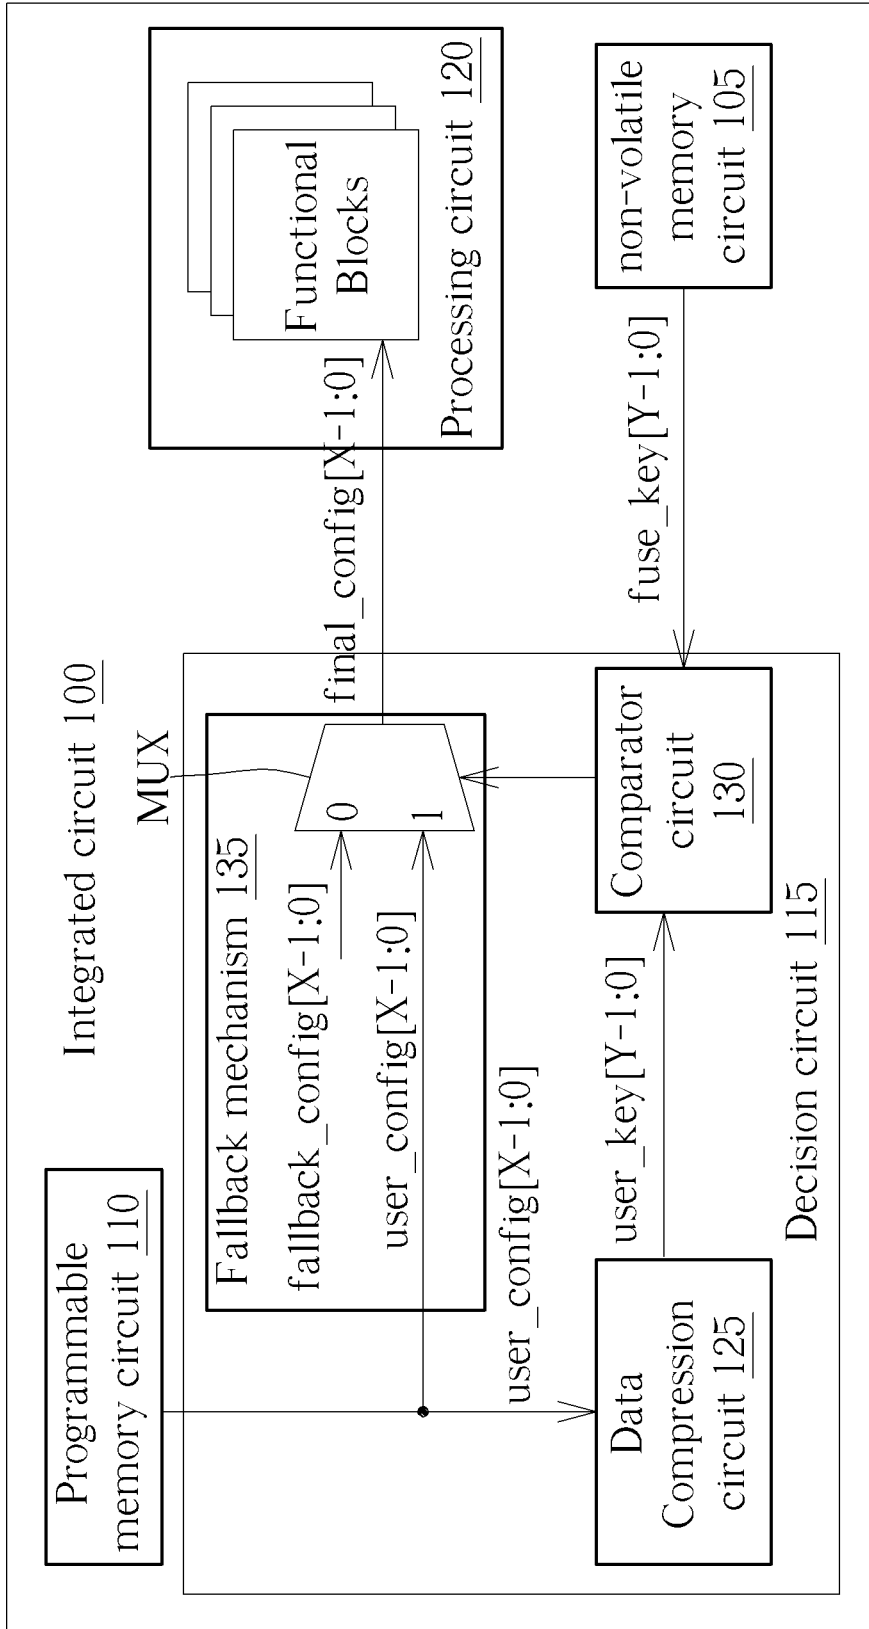 Integrated circuit 100
Programmable
memory circuit 110
MUX
Fallback mechanism 135
fallback_config[X-1:0]
0
user_config[X-1:0]
1
final_config[X-1:0]
Functional
Blocks
Processing circuit 120
user_config[X-1:0]
Data
Compression
circuit 125
user_key[Y-1:0]
Comparator
circuit
130
fuse_key[Y-1:0]
non-volatile
memory
circuit 105
Decision circuit 115